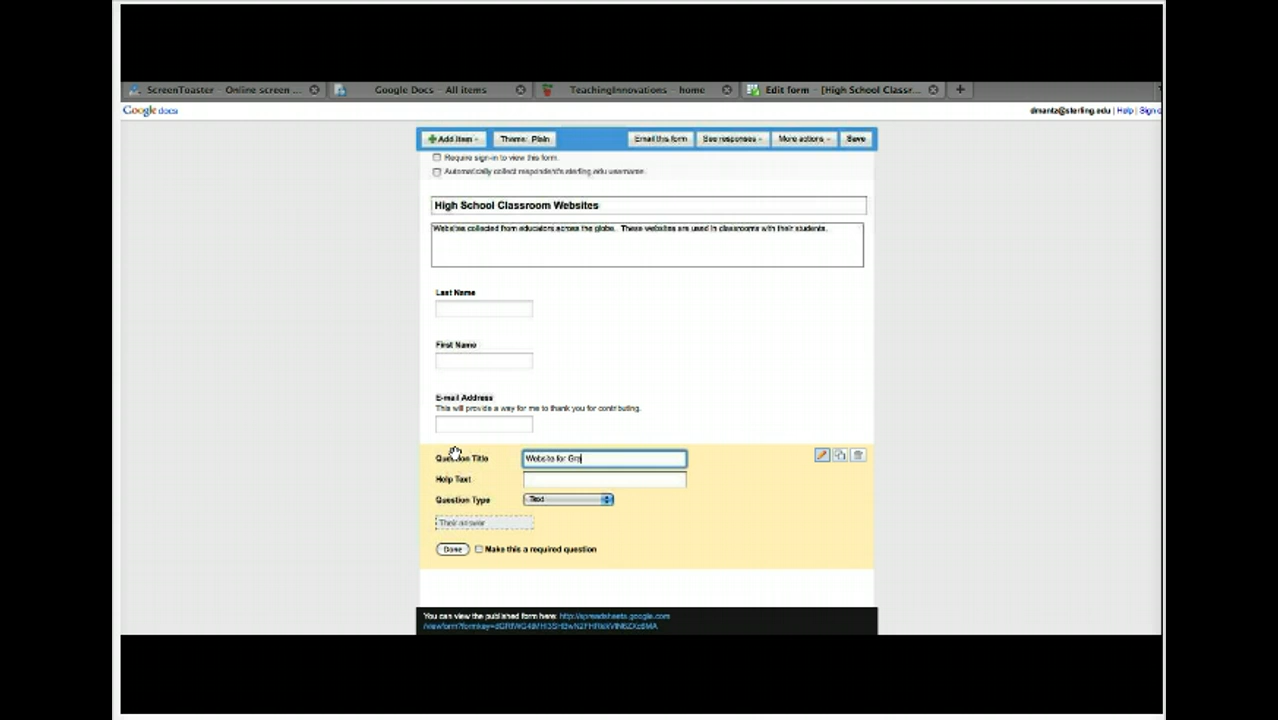 ScreenToaster - Online screen ...
Google Docs - All items
TeachingInnovations - home
Edit form - [High School Classr...
Google docs
dmantz@sterling.edu | Help | Sign
Add item
Theme: Plain
Email this form
See responses
More actions
Save
Require sign-in to view this form.
Automatically collect respondent's sterling.edu username.
High School Classroom Websites
Websites collected from educators across the globe. These websites are used in classrooms with their students.
Last Name
First Name
E-mail Address
This will provide a way for me to thank you for contributing.
Question Title
Website for Gra
Help Text
Question Type
Text
Their answer
Done
Make this a required question
You can view the published form here: http://spreadsheets.google.com